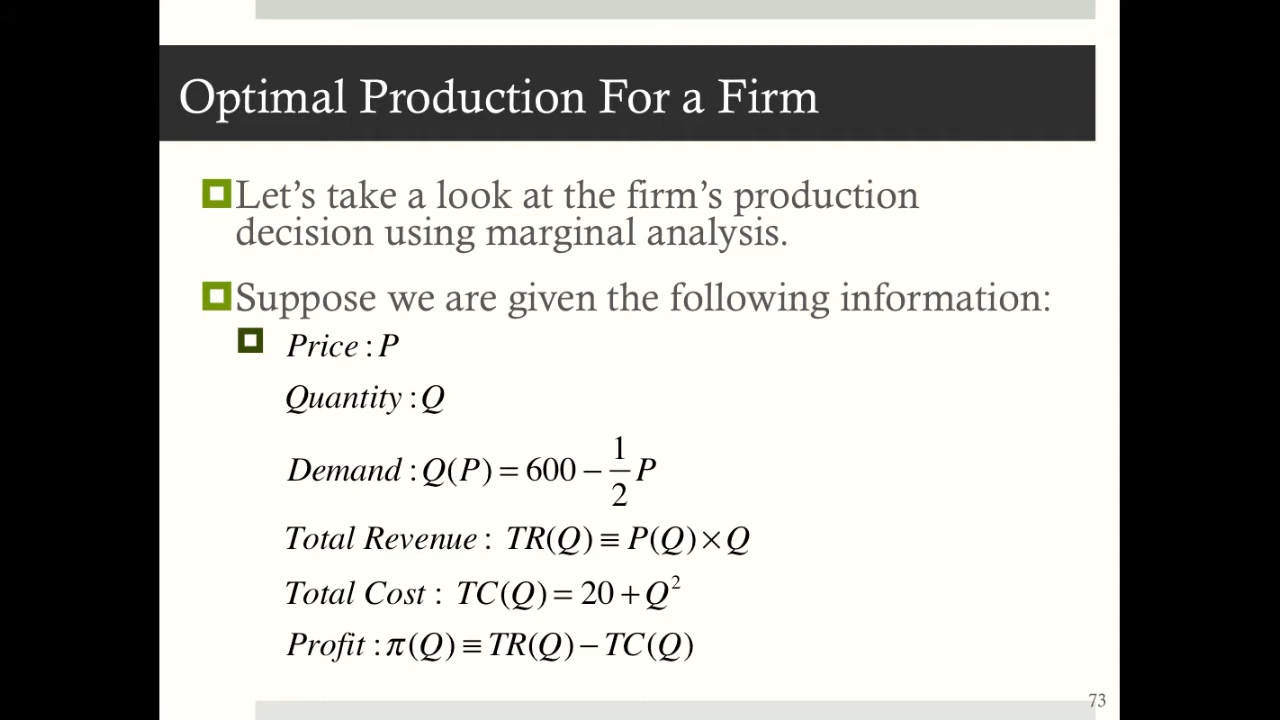 Optimal Production For a Firm
Let’s take a look at the firm’s production
decision using marginal analysis.
Suppose we are given the following information:
Price : P
Quantity : Q
Demand : Q(P) = 600 − 1/2 P
Total Revenue : TR(Q) ≡ P(Q) × Q
Total Cost : TC(Q) = 20 + Q²
Profit : π(Q) ≡ TR(Q) − TC(Q)
73